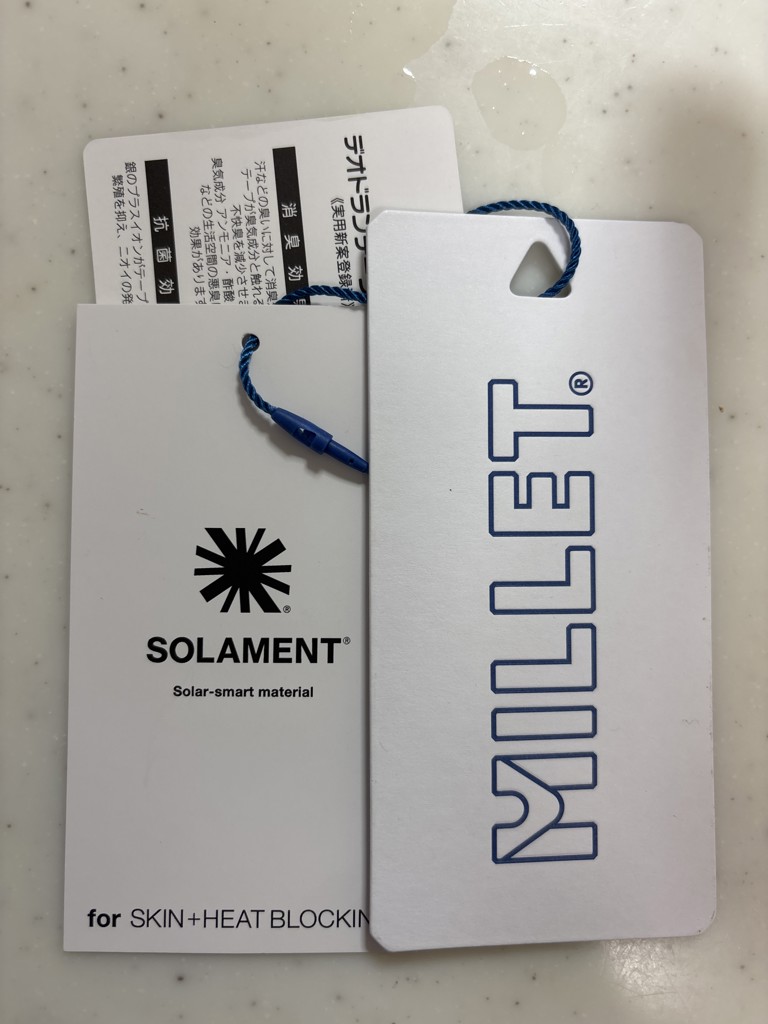 デオドラントテープ
《実用新案登録
消臭効果
汗などの臭いに対して消臭
テープが臭気成分と触れる
不快臭を減少させ
臭気成分 アンモニア・酢酸
などの生活空間の悪臭
効果があります
抗菌効
銀のプラスイオンがテープ
繁殖を抑え、ニオイの発
SOLAMENT®
Solar-smart material
for SKIN+HEAT BLOCKIN
MILLET®